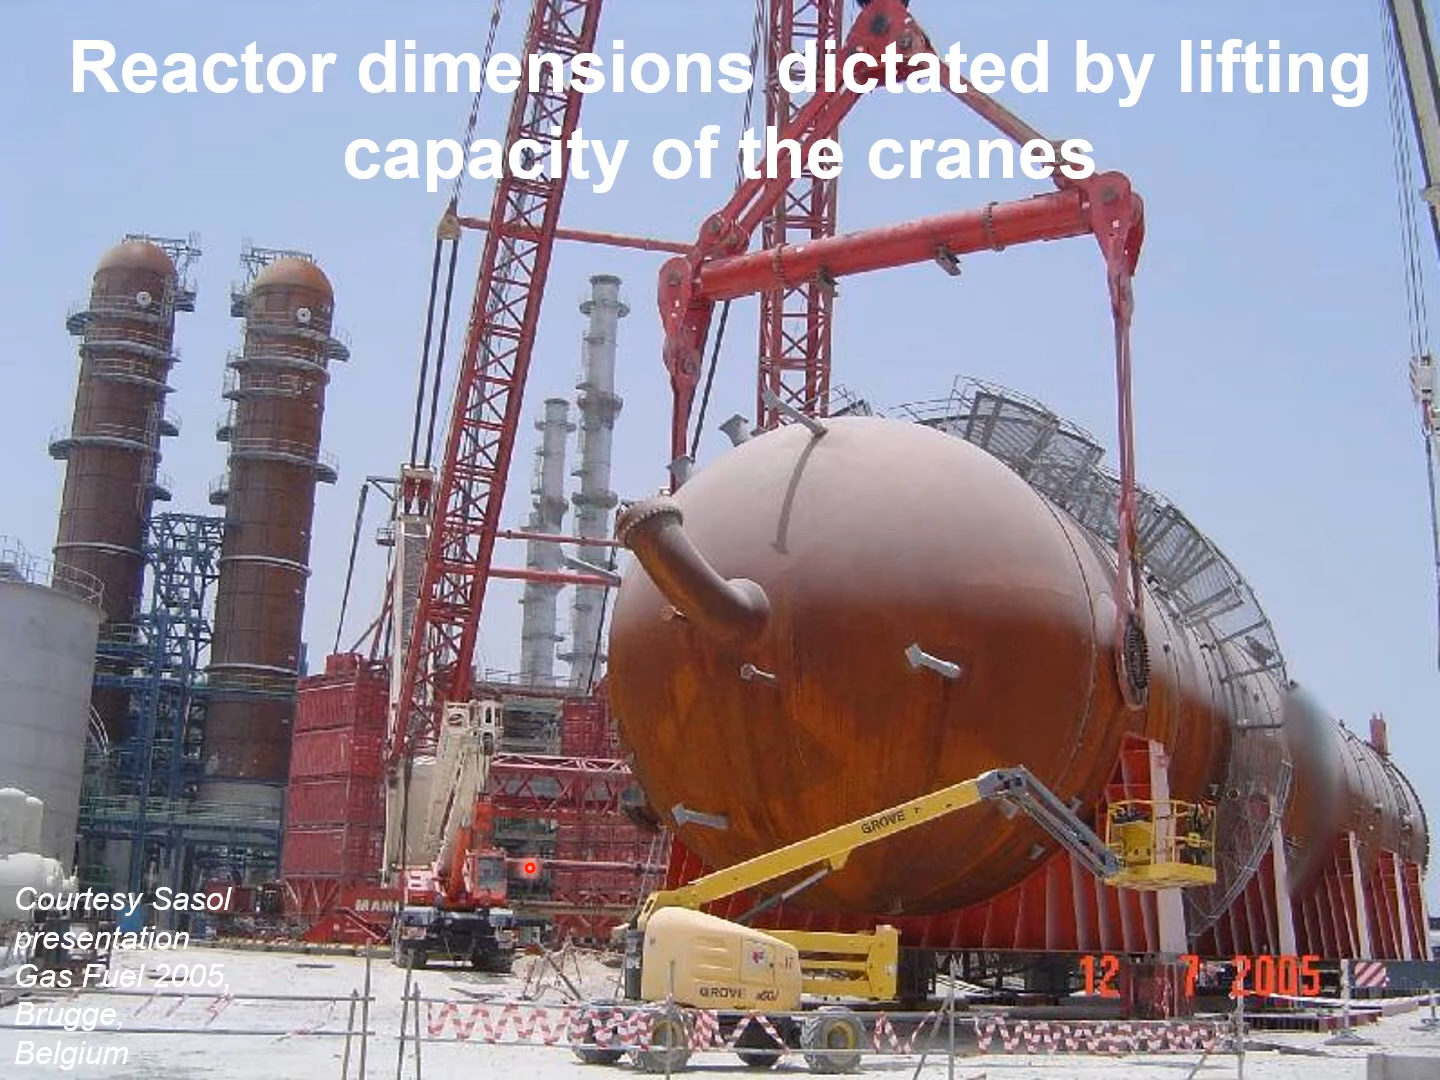 Reactor dimensions dictated by lifting
capacity of the cranes
GROVE
MAM
Courtesy Sasol
presentation
Gas Fuel 2005,
Brugge,
Belgium
GROVE
12 7 2005